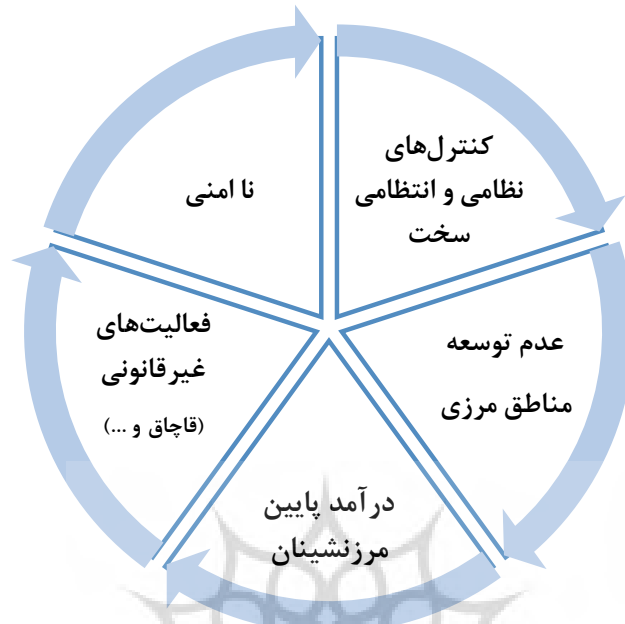 کنترل‌های
نظامی و انتظامی
سخت
عدم توسعه
مناطق مرزی
درآمد پایین
مرزنشینان
فعالیت‌های
غیرقانونی
(قاچاق و ...)
نا امنی